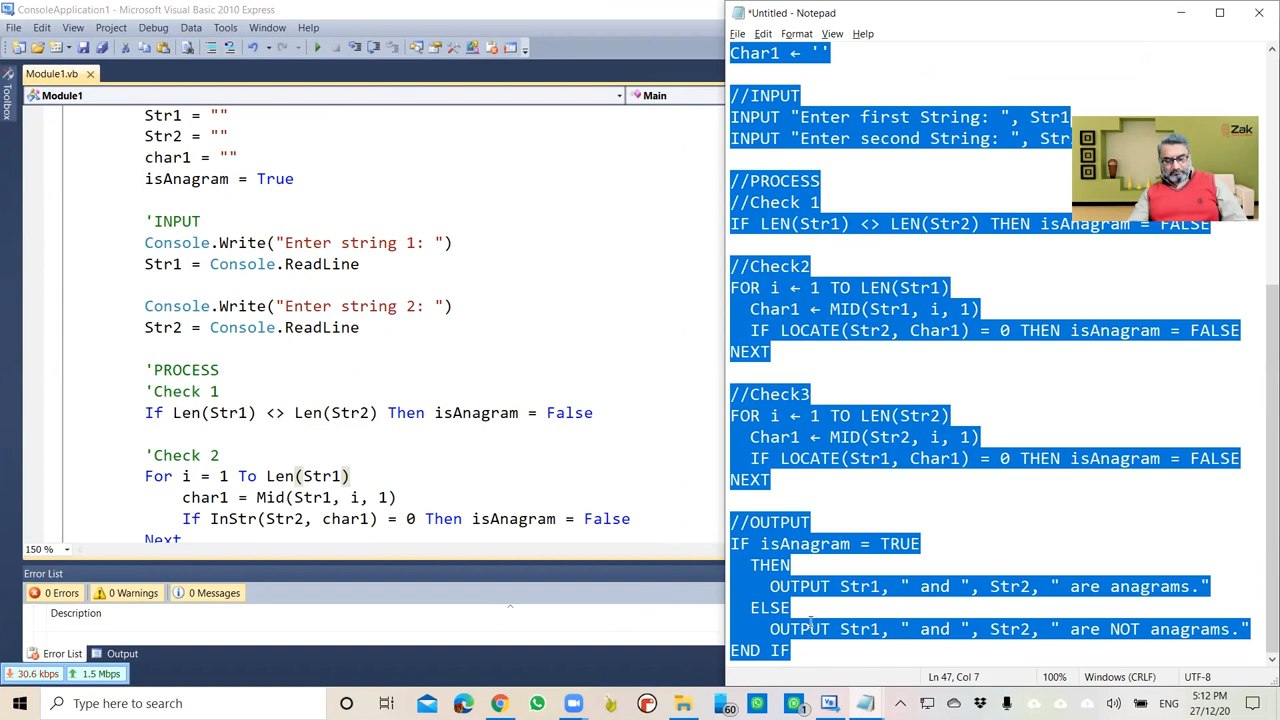 ConsoleApplication1 - Microsoft Visual Basic 2010 Express
File Edit View Project Debug Data Tools Window Help
Module1.vb
Toolbox
Module1
Main
Str1 = ""
Str2 = ""
char1 = ""
isAnagram = True
'INPUT
Console.Write("Enter string 1: ")
Str1 = Console.ReadLine
Console.Write("Enter string 2: ")
Str2 = Console.ReadLine
'PROCESS
'Check 1
If Len(Str1) <> Len(Str2) Then isAnagram = False
'Check 2
For i = 1 To Len(Str1)
char1 = Mid(Str1, i, 1)
If InStr(Str2, char1) = 0 Then isAnagram = False
Next
150 %
Error List
0 Errors 0 Warnings 0 Messages
Description
Error List Output
30.6 kbps 1.5 Mbps
*Untitled - Notepad
File Edit Format View Help
Char1 ← ''
//INPUT
INPUT "Enter first String: ", Str1
INPUT "Enter second String: ", Str
//PROCESS
//Check 1
IF LEN(Str1) <> LEN(Str2) THEN isAnagram = FALSE
//Check2
FOR i ← 1 TO LEN(Str1)
Char1 ← MID(Str1, i, 1)
IF LOCATE(Str2, Char1) = 0 THEN isAnagram = FALSE
NEXT
//Check3
FOR i ← 1 TO LEN(Str2)
Char1 ← MID(Str2, i, 1)
IF LOCATE(Str1, Char1) = 0 THEN isAnagram = FALSE
NEXT
//OUTPUT
IF isAnagram = TRUE
THEN
OUTPUT Str1, " and ", Str2, " are anagrams."
ELSE
OUTPUT Str1, " and ", Str2, " are NOT anagrams."
END IF
Ln 47, Col 7 100% Windows (CRLF) UTF-8
Zak
Type here to search
60
1
ENG
5:12 PM
27/12/20